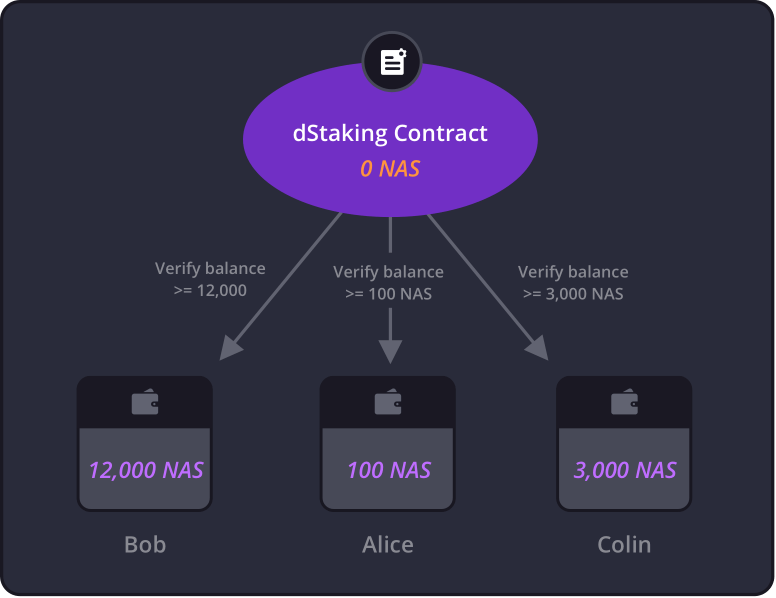 dStaking Contract
0 NAS
Verify balance
>= 12,000
Verify balance
>= 100 NAS
Verify balance
>= 3,000 NAS
12,000 NAS
100 NAS
3,000 NAS
Bob
Alice
Colin